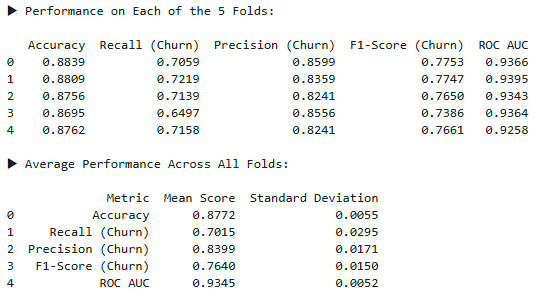 ▶ Performance on Each of the 5 Folds:
Accuracy Recall (Churn) Precision (Churn) F1-Score (Churn) ROC AUC
0 0.8839 0.7059 0.8599 0.7753 0.9366
1 0.8809 0.7219 0.8359 0.7747 0.9395
2 0.8756 0.7139 0.8241 0.7650 0.9343
3 0.8695 0.6497 0.8556 0.7386 0.9364
4 0.8762 0.7158 0.8241 0.7661 0.9258
▶ Average Performance Across All Folds:
Metric Mean Score Standard Deviation
0 Accuracy 0.8772 0.0055
1 Recall (Churn) 0.7015 0.0295
2 Precision (Churn) 0.8399 0.0171
3 F1-Score (Churn) 0.7640 0.0150
4 ROC AUC 0.9345 0.0052